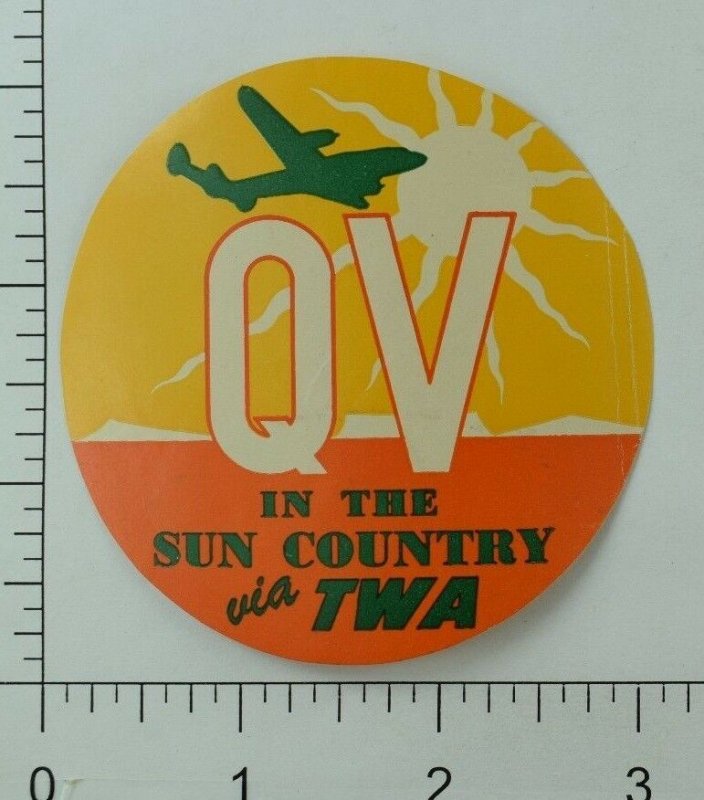 QV
IN THE
SUN COUNTRY
via TWA
0 1 2 3